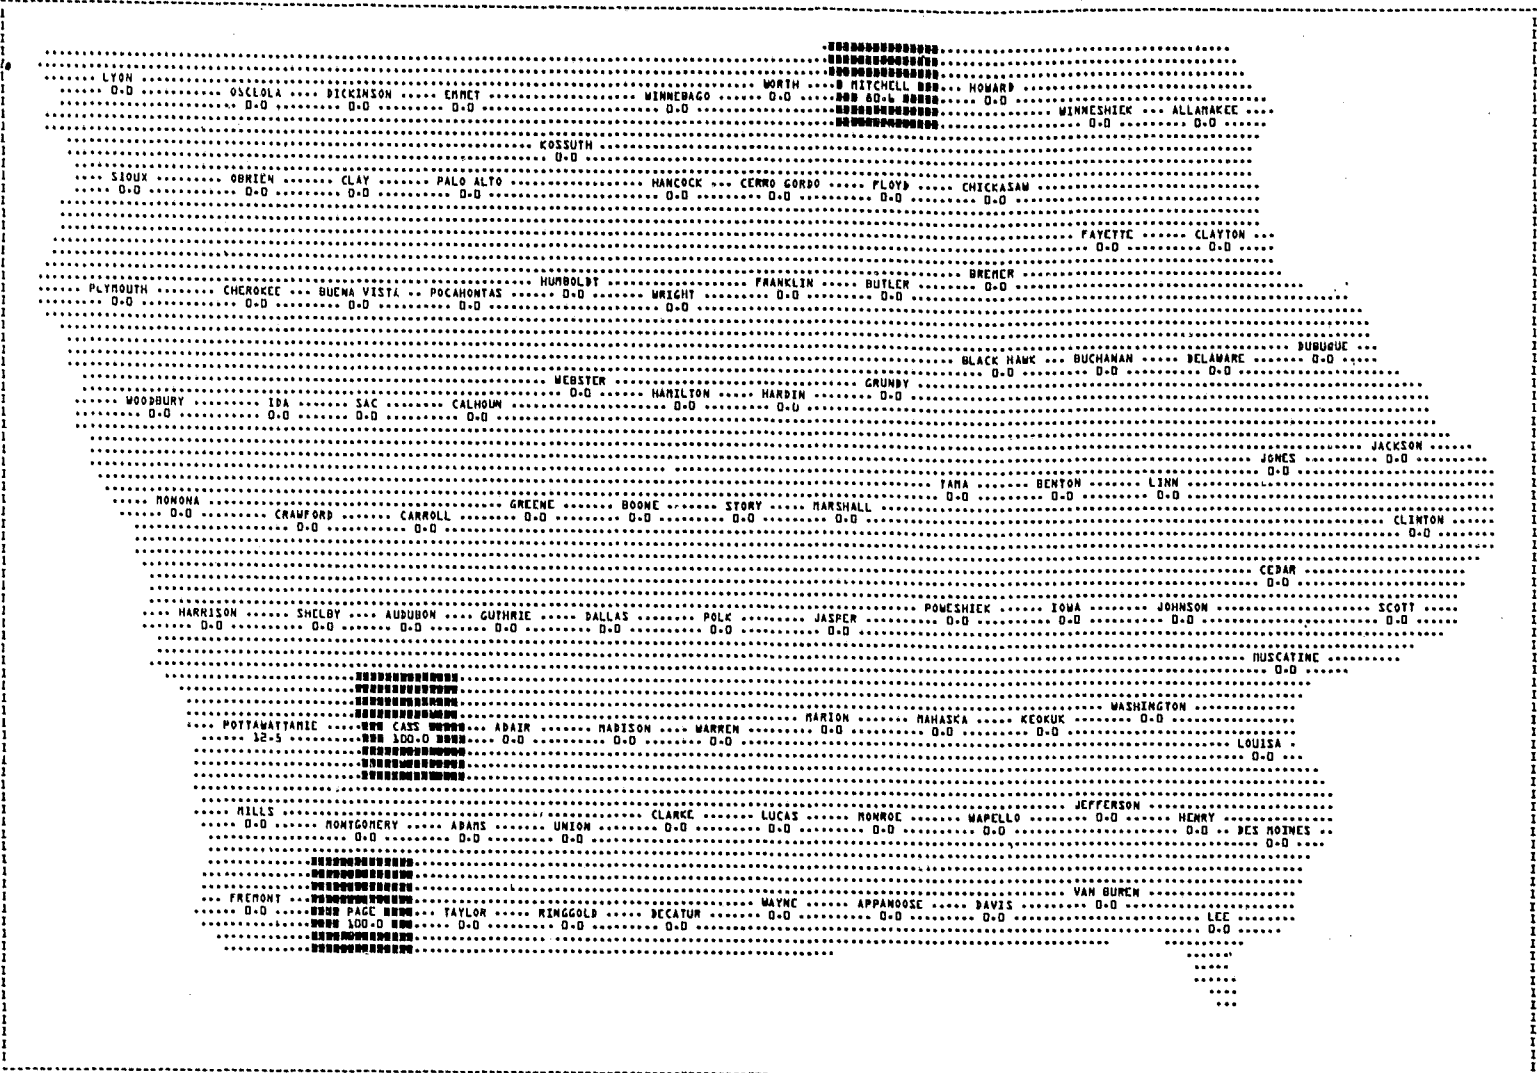 LYON
0.0
OSCEOLA
0.0
DICKINSON
0.0
EMMET
0.0
WINNEBAGO
0.0
WORTH
0.0
MITCHELL
HOWARD
0.0
WINNESHIEK
0.0
ALLAMAKEE
0.0
KOSSUTH
0.0
SIOUX
0.0
OBRIEN
0.0
CLAY
0.0
PALO ALTO
0.0
HANCOCK
0.0
CERRO GORDO
0.0
FLOYD
0.0
CHICKASAW
0.0
FAYETTE
0.0
CLAYTON
0.0
PLYMOUTH
0.0
CHEROKEE
0.0
BUENA VISTA
0.0
POCAHONTAS
0.0
HUMBOLDT
0.0
WRIGHT
0.0
FRANKLIN
0.0
BUTLER
0.0
BREMER
0.0
BLACK HAWK
0.0
BUCHANAN
0.0
DELAWARE
0.0
DUBUQUE
0.0
WOODBURY
0.0
IDA
0.0
SAC
0.0
CALHOUN
0.0
WEBSTER
0.0
HAMILTON
0.0
HARDIN
0.0
GRUNDY
0.0
JONES
0.0
JACKSON
0.0
MONONA
0.0
CRAWFORD
0.0
CARROLL
0.0
GREENE
0.0
BOONE
0.0
STORY
0.0
MARSHALL
0.0
TAMA
0.0
BENTON
0.0
LINN
0.0
CLINTON
0.0
CEDAR
0.0
HARRISON
0.0
SHELBY
0.0
AUDUBON
0.0
GUTHRIE
0.0
DALLAS
0.0
POLK
0.0
JASPER
0.0
POWESHIEK
0.0
IOWA
0.0
JOHNSON
0.0
SCOTT
0.0
MUSCATINE
0.0
POTTAWATTAMIE
12.5
CASS
100.0
ADAIR
0.0
MADISON
0.0
WARREN
0.0
MARION
0.0
MAHASKA
0.0
KEOKUK
0.0
WASHINGTON
0.0
LOUISA
0.0
MILLS
0.0
MONTGOMERY
0.0
ADAMS
0.0
UNION
0.0
CLARKE
0.0
LUCAS
0.0
MONROE
0.0
WAPELLO
0.0
JEFFERSON
0.0
HENRY
0.0
DES MOINES
0.0
FREMONT
0.0
PAGE
100.0
TAYLOR
0.0
RINGGOLD
0.0
DECATUR
0.0
WAYNE
0.0
APPANOOSE
0.0
DAVIS
0.0
VAN BUREN
0.0
LEE
0.0